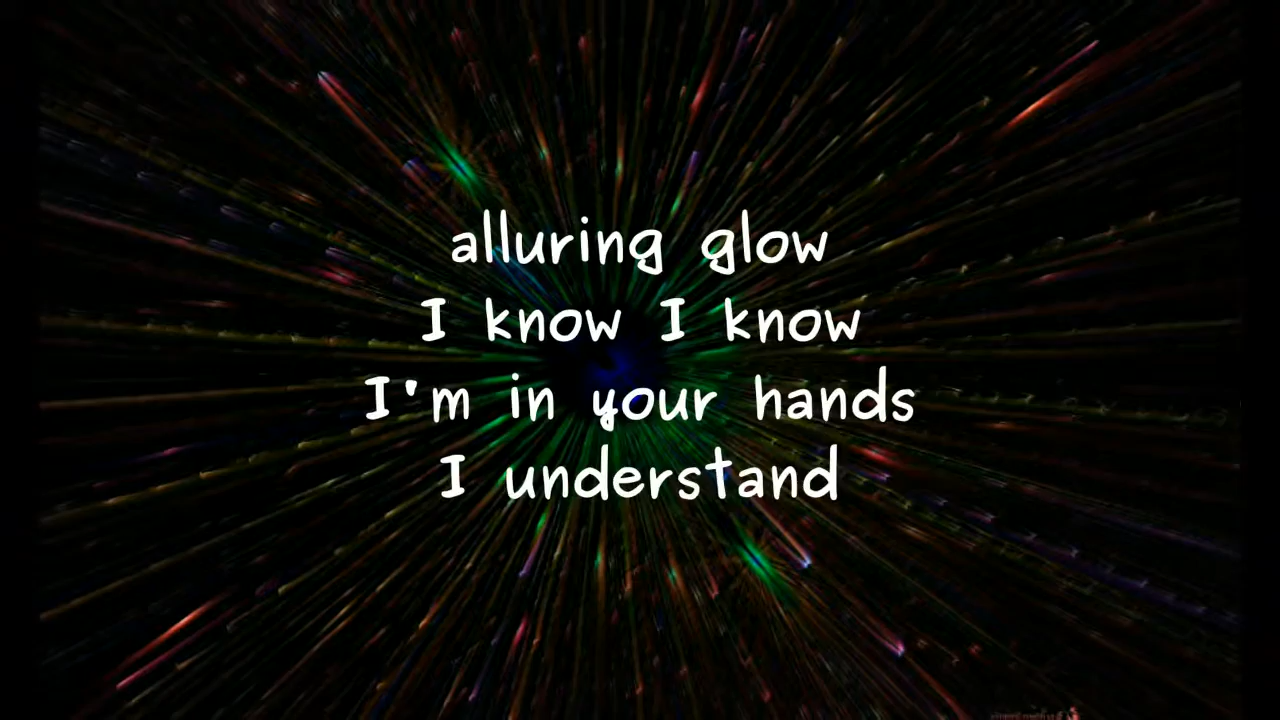 alluring glow
I know I know
I'm in your hands
I understand